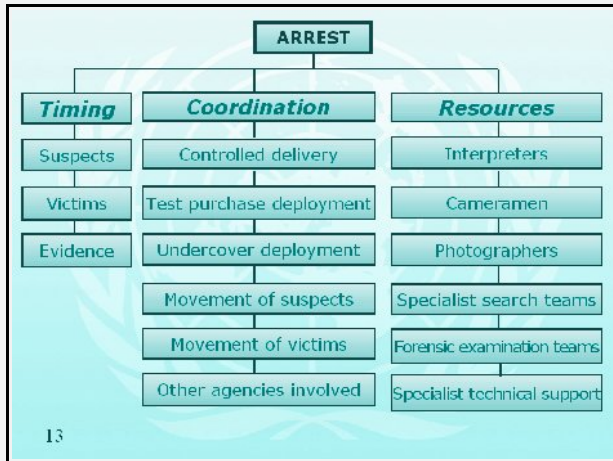 ARREST
Timing
Suspects
Victims
Evidence
Coordination
Controlled delivery
Test purchase deployment
Undercover deployment
Movement of suspects
Movement of victims
Other agencies involved
Resources
Interpreters
Cameramen
Photographers
Specialist search teams
Forensic examination teams
Specialist technical support
13